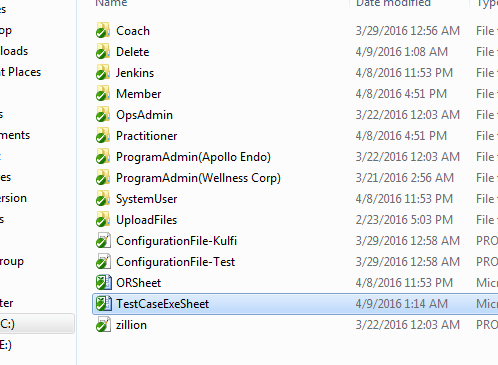 es
Name
Date modified
Type
op
Coach 3/29/2016 12:56 AM File
loads
Delete 4/9/2016 1:08 AM File
t Places
Jenkins 4/8/2016 11:53 PM File
Member 4/8/2016 4:51 PM File
OpsAdmin 3/22/2016 12:03 AM File
ments
Practitioner 4/8/2016 4:51 PM File
ProgramAdmin(Apollo Endo) 3/22/2016 12:03 AM File
es
ProgramAdmin(Wellness Corp) 3/21/2016 2:56 AM File
ersion
SystemUser 4/8/2016 11:53 PM File
s
UploadFiles 2/23/2016 5:03 PM File
ConfigurationFile-Kulfi 3/29/2016 12:58 AM PRO
roup
ConfigurationFile-Test 3/29/2016 12:58 AM PRO
ORSheet 4/8/2016 11:53 PM Micr
ter
TestCaseExeSheet 4/9/2016 1:14 AM Micr
C:)
zillion 3/22/2016 12:03 AM PRO
E:)